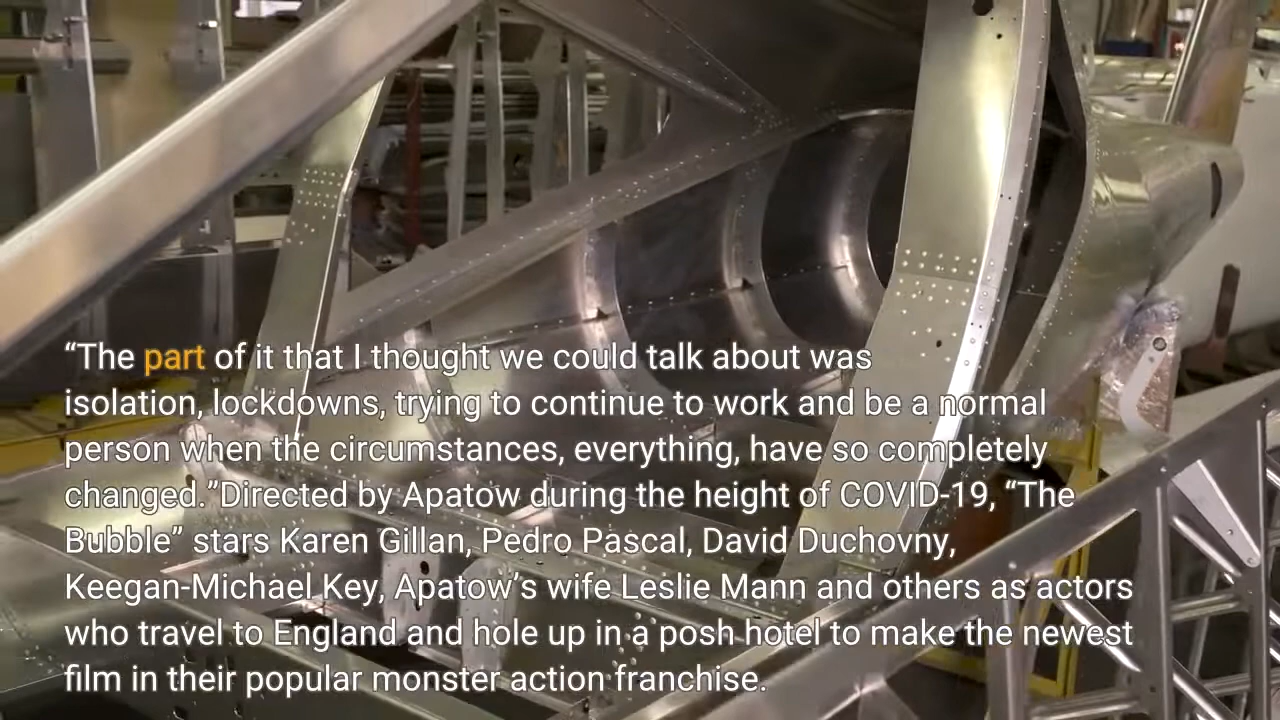 “The part of it that I thought we could talk about was
isolation, lockdowns, trying to continue to work and be a normal
person when the circumstances, everything, have so completely
changed.”Directed by Apatow during the height of COVID-19, “The
Bubble” stars Karen Gillan, Pedro Pascal, David Duchovny,
Keegan-Michael Key, Apatow’s wife Leslie Mann and others as actors
who travel to England and hole up in a posh hotel to make the newest
film in their popular monster action franchise.